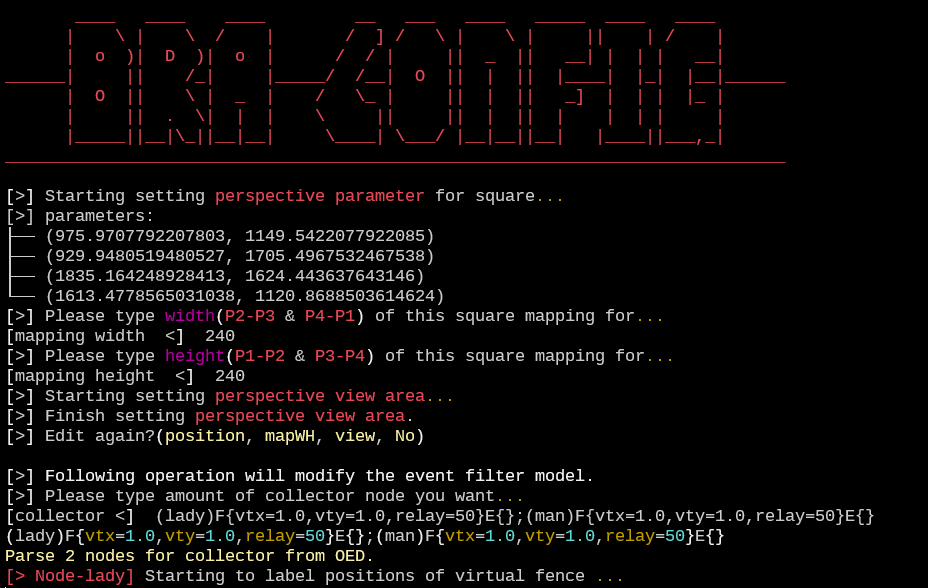 BRA CONFIG
[>] Starting setting perspective parameter for square...
[>] parameters:
├── (975.9707792207803, 1149.5422077922085)
├── (929.9480519480527, 1705.4967532467538)
├── (1835.164248928413, 1624.443637643146)
└── (1613.4778565031038, 1120.8688503614624)
[>] Please type width(P2-P3 & P4-P1) of this square mapping for...
[mapping width  <]  240
[>] Please type height(P1-P2 & P3-P4) of this square mapping for...
[mapping height  <]  240
[>] Starting setting perspective view area...
[>] Finish setting perspective view area.
[>] Edit again?(position, mapWH, view, No)
[>] Following operation will modify the event filter model.
[>] Please type amount of collector node you want...
[collector <]  (lady)F{vtx=1.0,vty=1.0,relay=50}E{};(man)F{vtx=1.0,vty=1.0,relay=50}E{}
(lady)F{vtx=1.0,vty=1.0,relay=50}E{};(man)F{vtx=1.0,vty=1.0,relay=50}E{}
Parse 2 nodes for collector from OED.
[> Node-lady] Starting to label positions of virtual fence ...